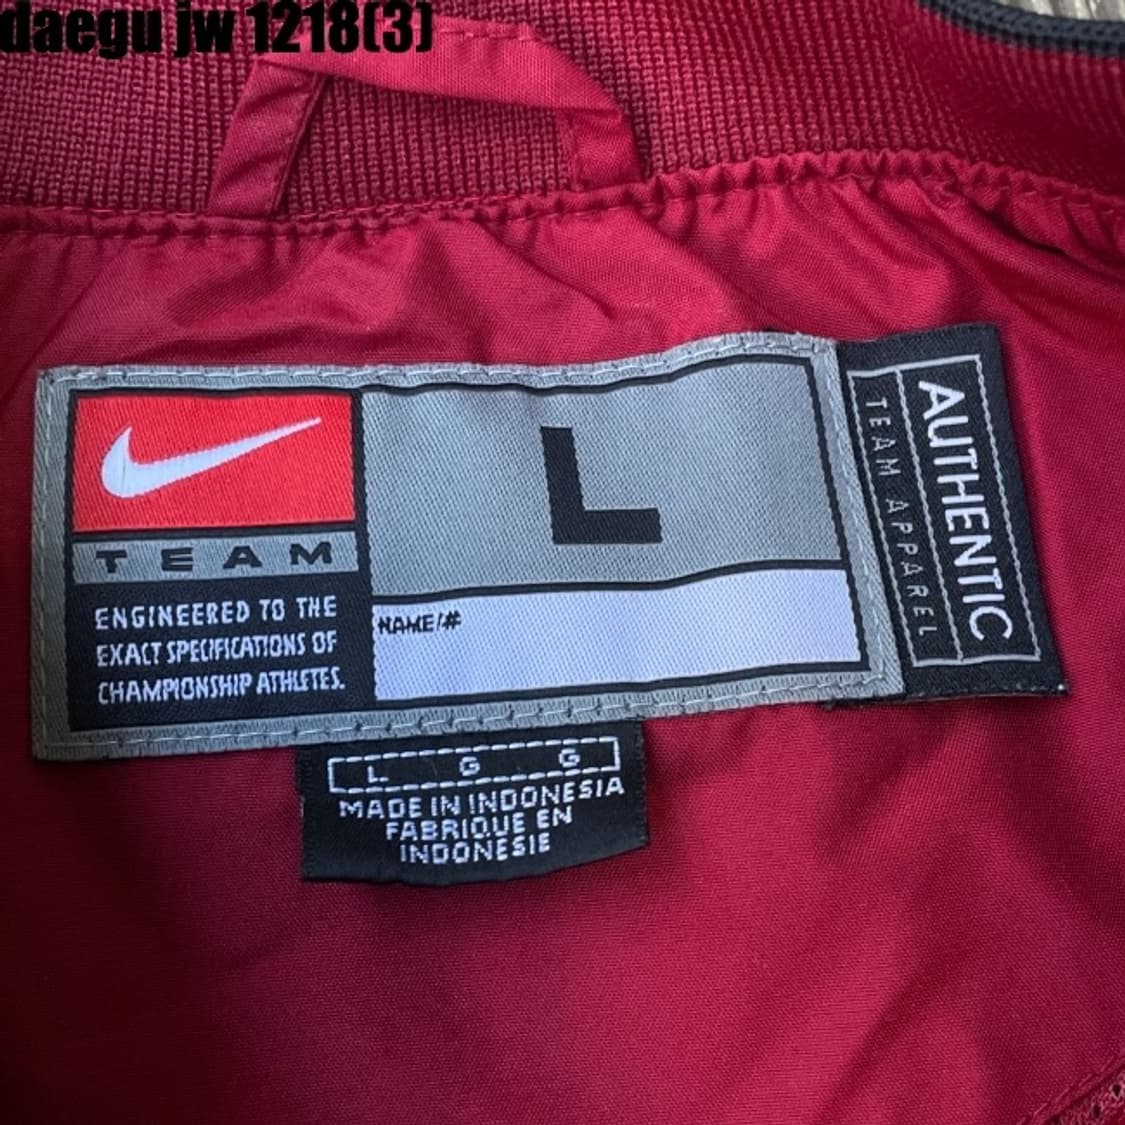 daegu jw 1218(3)
L
TEAM
ENGINEERED TO THE
EXACT SPECIFICATIONS OF
CHAMPIONSHIP ATHLETES.
NAME/#
AUTHENTIC
TEAM APPAREL
L G G
MADE IN INDONESIA
FABRIQUE EN
INDONESIE